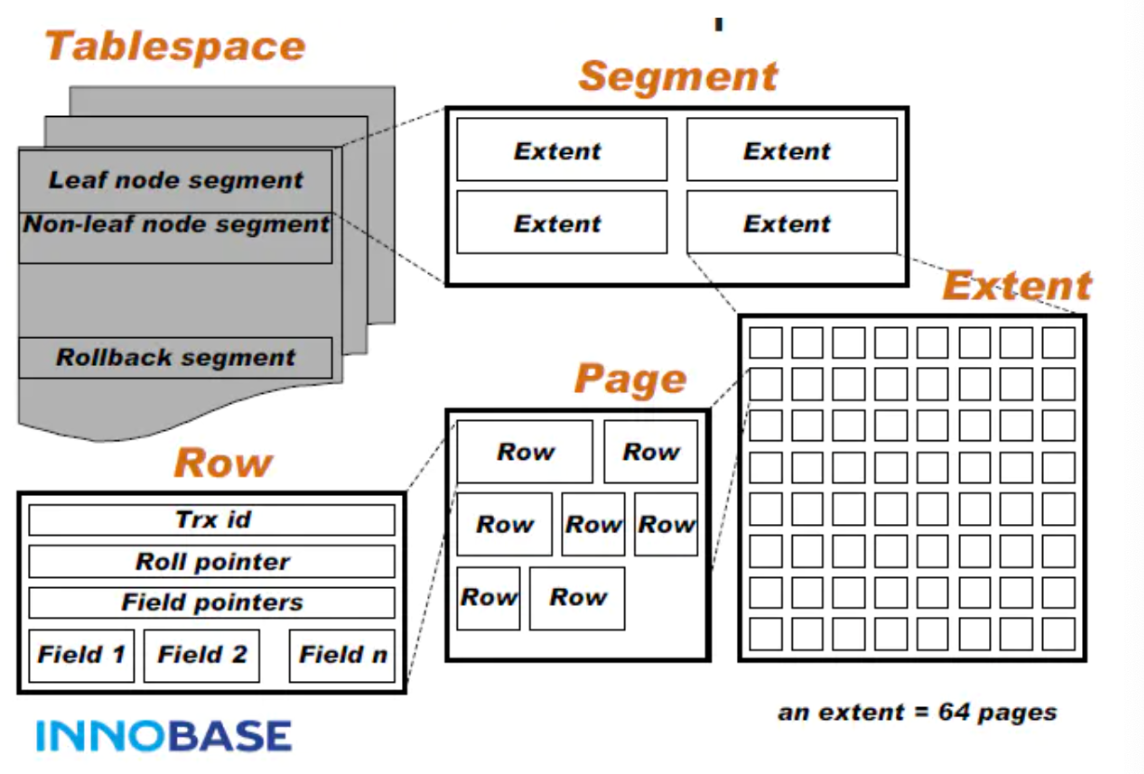 Tablespace
Segment
Leaf node segment
Non-leaf node segment
Rollback segment
Extent Extent
Extent Extent
Extent
Page
Row Row
Row Row Row
Row Row
Row
Trx id
Roll pointer
Field pointers
Field 1 Field 2 Field n
an extent = 64 pages
INNOBASE